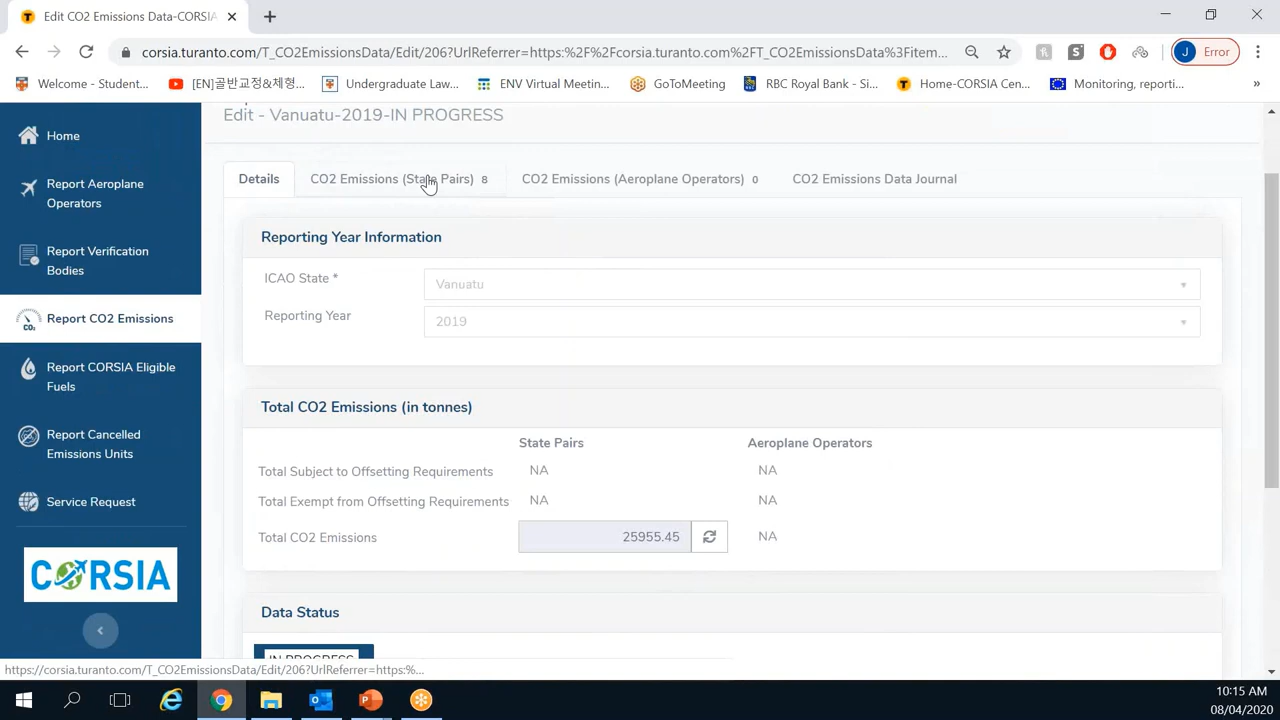 Edit CO2 Emissions Data-CORSIA
corsia.turanto.com/T_CO2EmissionsData/Edit/206?UrlReferrer=https:%2F%2Fcorsia.turanto.com%2FT_CO2EmissionsData%3Fitem...
J Error
Welcome - Student... [EN]골반교정&체형... Undergraduate Law... ENV Virtual Meetin... GoToMeeting RBC Royal Bank - Si... Home-CORSIA Cen... Monitoring, reporti... »
Edit - Vanuatu-2019-IN PROGRESS
Home
Report Aeroplane
Operators
Report Verification
Bodies
CO2
Report CO2 Emissions
Report CORSIA Eligible
Fuels
Report Cancelled
Emissions Units
Service Request
CORSIA
Details CO2 Emissions (State Pairs) 8 CO2 Emissions (Aeroplane Operators) 0 CO2 Emissions Data Journal
Reporting Year Information
ICAO State * Vanuatu
Reporting Year 2019
Total CO2 Emissions (in tonnes)
State Pairs Aeroplane Operators
Total Subject to Offsetting Requirements NA NA
Total Exempt from Offsetting Requirements NA NA
Total CO2 Emissions 25955.45 NA
Data Status
IN PROGRESS
https://corsia.turanto.com/T_CO2EmissionsData/Edit/206?UrlReferrer=https:%...
10:15 AM
08/04/2020